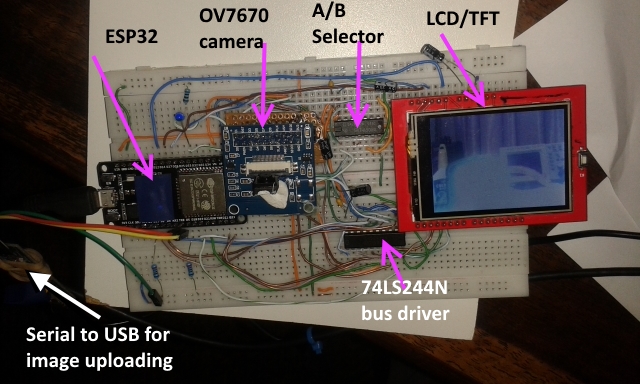 ESP32
OV7670
camera
A/B
Selector
LCD/TFT
74LS244N
bus driver
Serial to USB for
image uploading